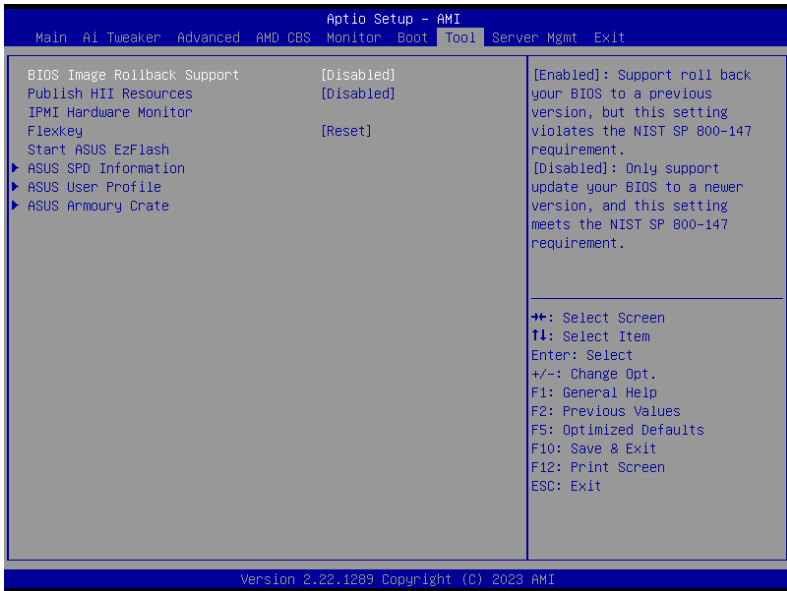 Aptio Setup – AMI
Main Ai Tweaker Advanced AMD CBS Monitor Boot Tool Server Mgmt Exit
BIOS Image Rollback Support [Disabled]
Publish HII Resources [Disabled]
IPMI Hardware Monitor
Flexkey [Reset]
Start ASUS EzFlash
ASUS SPD Information
ASUS User Profile
ASUS Armoury Crate
[Enabled]: Support roll back
your BIOS to a previous
version, but this setting
violates the NIST SP 800-147
requirement.
[Disabled]: Only support
update your BIOS to a newer
version, and this setting
meets the NIST SP 800-147
requirement.
→←: Select Screen
↑↓: Select Item
Enter: Select
+/-: Change Opt.
F1: General Help
F2: Previous Values
F5: Optimized Defaults
F10: Save & Exit
F12: Print Screen
ESC: Exit
Version 2.22.1289 Copyright (C) 2023 AMI